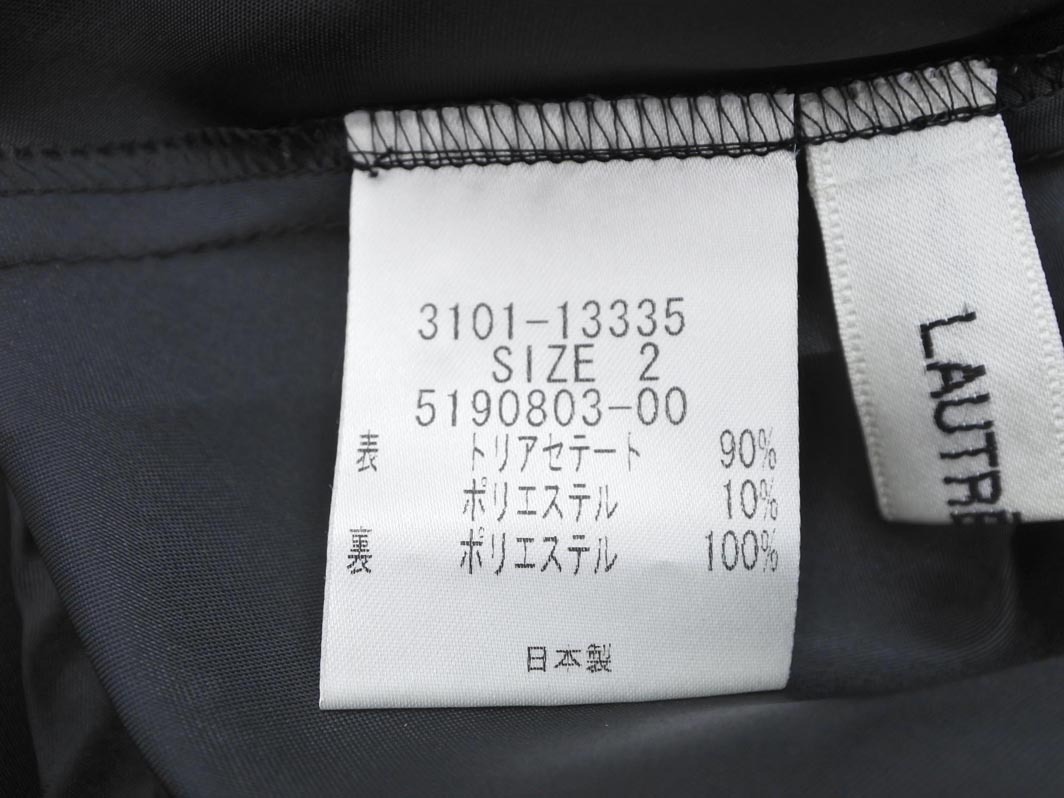 3101-13335
SIZE 2
5190803-00
表 トリアセテート 90%
ポリエステル 10%
裏 ポリエステル 100%
日本製
LAUTRE